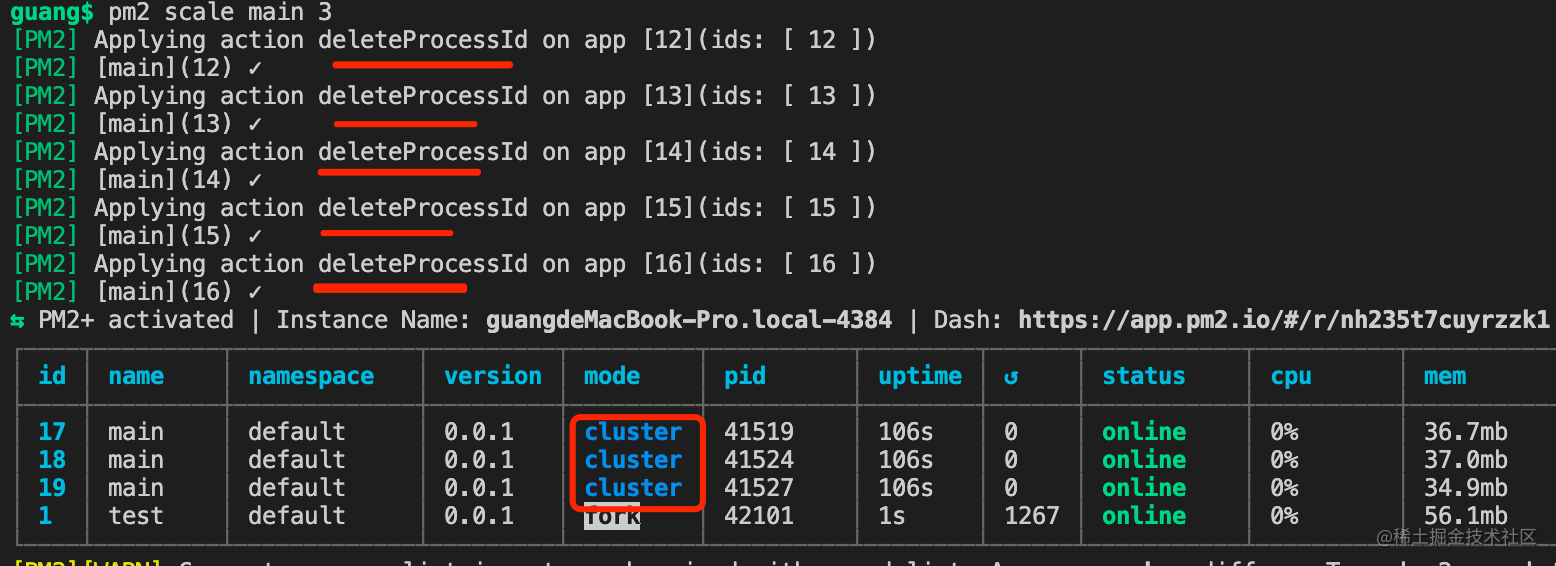 guang$ pm2 scale main 3
[PM2] Applying action deleteProcessId on app [12](ids: [ 12 ])
[PM2] [main](12) ✓
[PM2] Applying action deleteProcessId on app [13](ids: [ 13 ])
[PM2] [main](13) ✓
[PM2] Applying action deleteProcessId on app [14](ids: [ 14 ])
[PM2] [main](14) ✓
[PM2] Applying action deleteProcessId on app [15](ids: [ 15 ])
[PM2] [main](15) ✓
[PM2] Applying action deleteProcessId on app [16](ids: [ 16 ])
[PM2] [main](16) ✓
⇆ PM2+ activated | Instance Name: guangdeMacBook-Pro.local-4384 | Dash: https://app.pm2.io/#/r/nh235t7cuyrzzk1
id name namespace version mode pid uptime ↺ status cpu mem
17 main default 0.0.1 cluster 41519 106s 0 online 0% 36.7mb
18 main default 0.0.1 cluster 41524 106s 0 online 0% 37.0mb
19 main default 0.0.1 cluster 41527 106s 0 online 0% 34.9mb
1 test default 0.0.1 fork 42101 1s 1267 online 0% 56.1mb
@稀土掘金技术社区
[PM2][WARN]